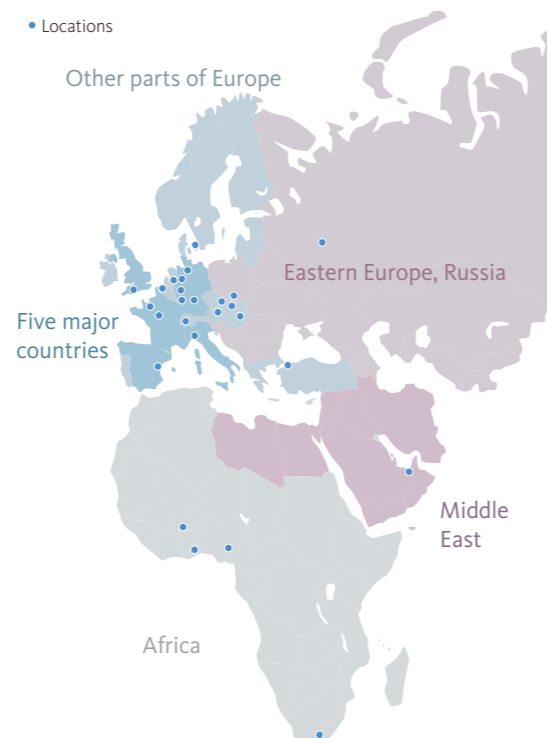 Locations
Other parts of Europe
Eastern Europe, Russia
Five major
countries
Middle
East
Africa